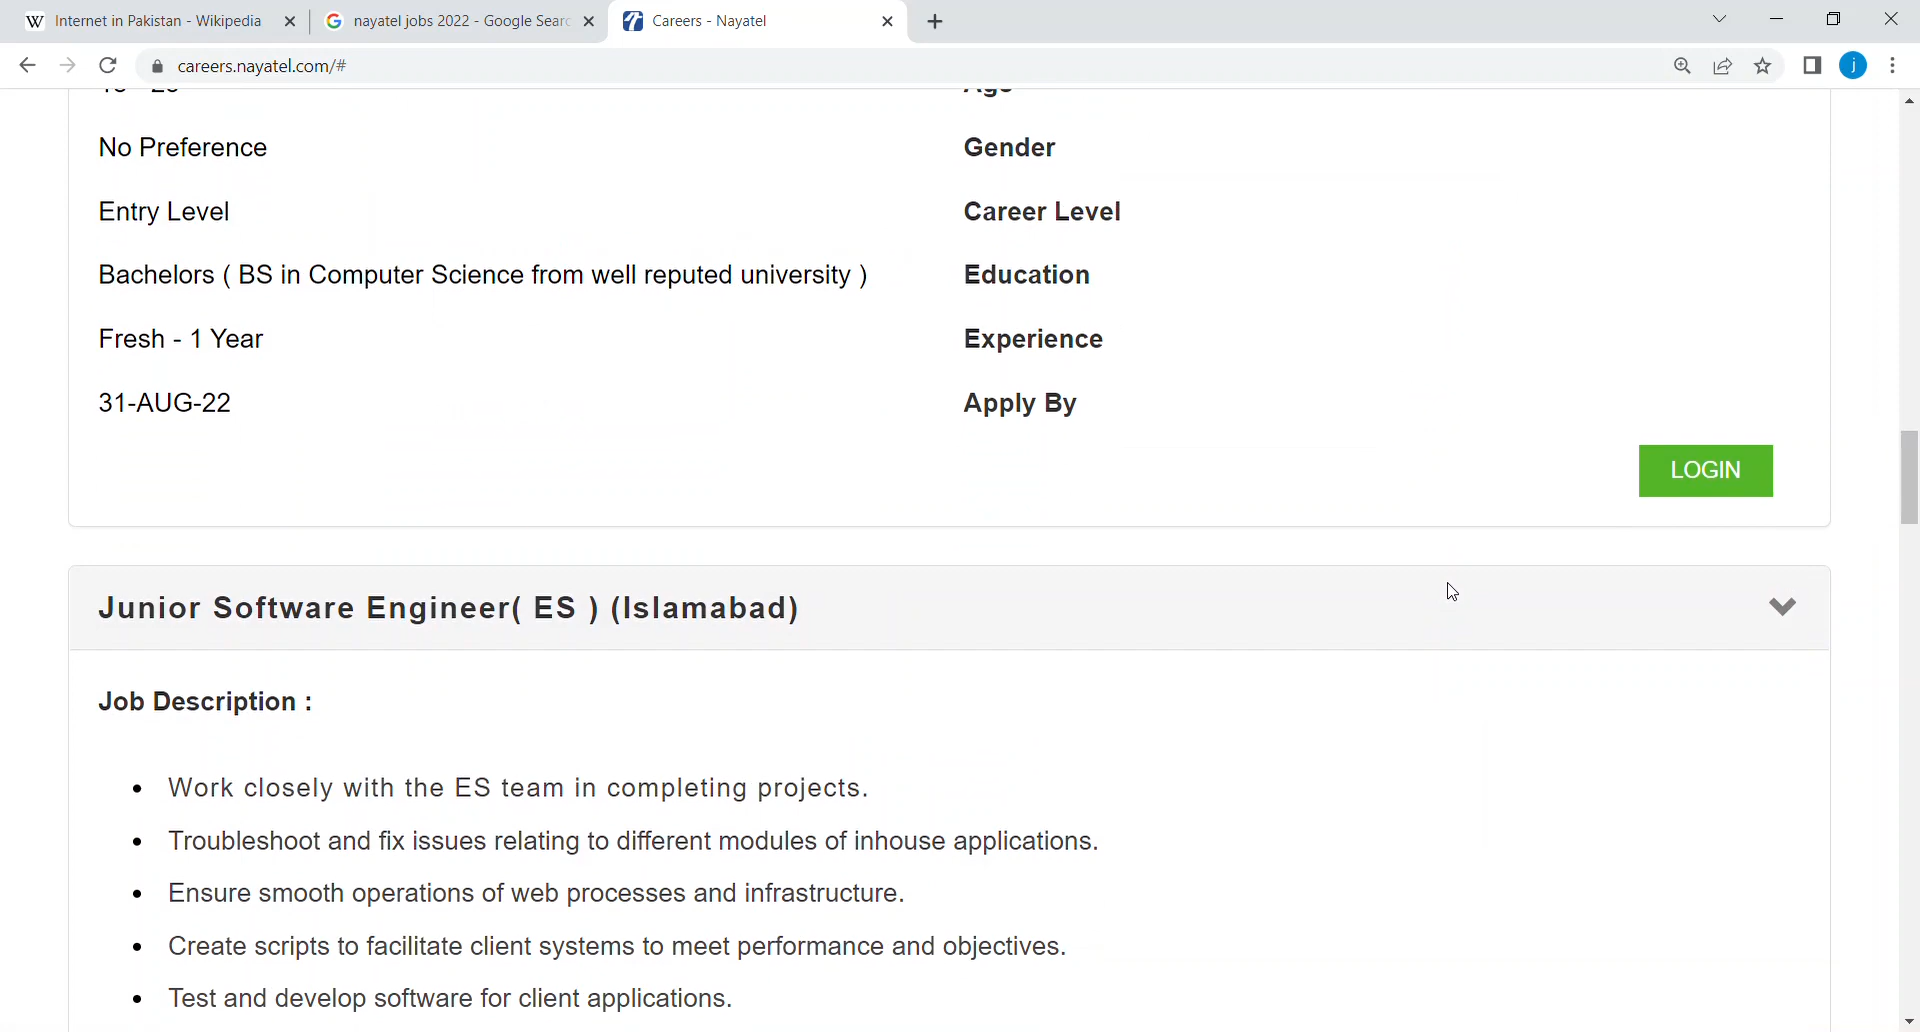 Internet in Pakistan - Wikipedia
nayatel jobs 2022 - Google Searc
Careers - Nayatel
careers.nayatel.com/#
j
Age
No Preference Gender
Entry Level Career Level
Bachelors ( BS in Computer Science from well reputed university ) Education
Fresh - 1 Year Experience
31-AUG-22 Apply By
LOGIN
Junior Software Engineer( ES ) (Islamabad)
Job Description :
• Work closely with the ES team in completing projects.
• Troubleshoot and fix issues relating to different modules of inhouse applications.
• Ensure smooth operations of web processes and infrastructure.
• Create scripts to facilitate client systems to meet performance and objectives.
• Test and develop software for client applications.